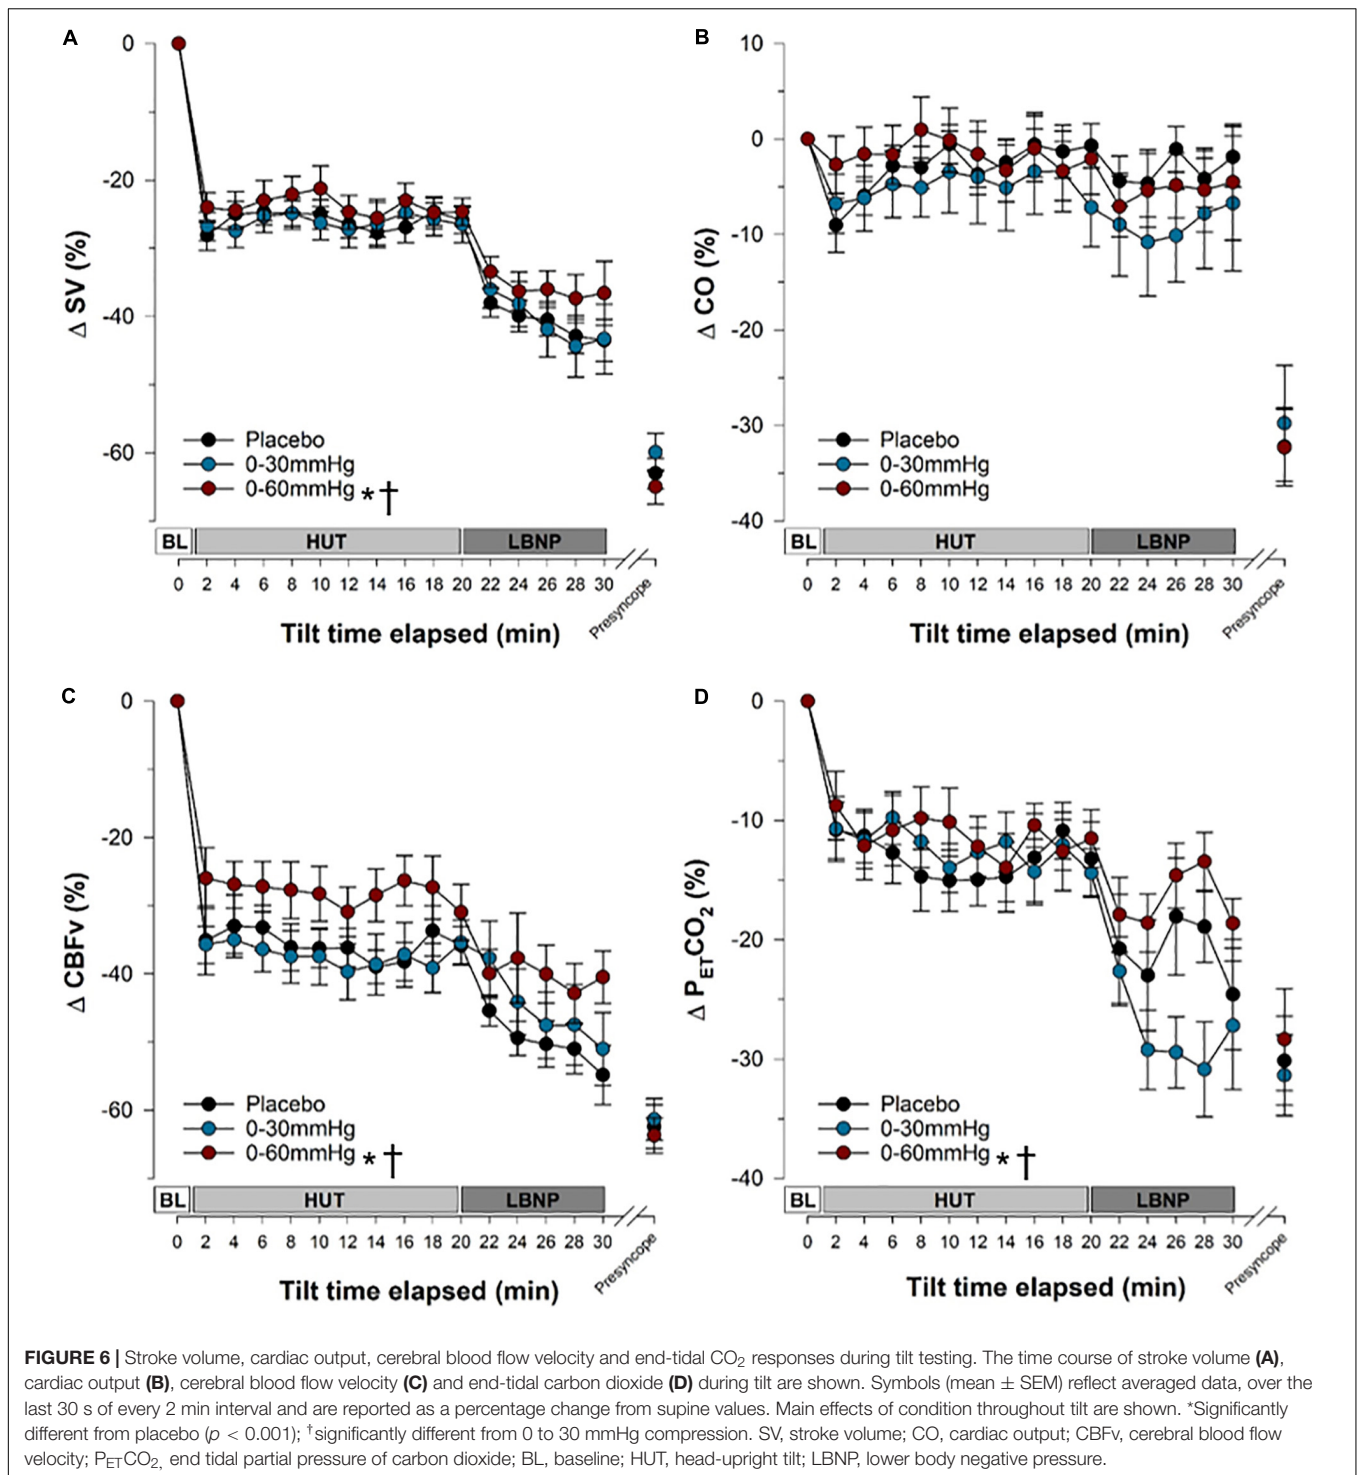 A
0
-20
-40
-60
Δ SV (%)
Placebo
0-30mmHg
0-60mmHg *†
BL HUT LBNP
0 2 4 6 8 10 12 14 16 18 20 22 24 26 28 30 Presyncope
Tilt time elapsed (min)
B
10
0
-10
-20
-30
-40
Δ CO (%)
Placebo
0-30mmHg
0-60mmHg
BL HUT LBNP
0 2 4 6 8 10 12 14 16 18 20 22 24 26 28 30 Presyncope
Tilt time elapsed (min)
C
0
-20
-40
-60
Δ CBFv (%)
Placebo
0-30mmHg
0-60mmHg *†
BL HUT LBNP
0 2 4 6 8 10 12 14 16 18 20 22 24 26 28 30 Presyncope
Tilt time elapsed (min)
D
0
-10
-20
-30
-40
Δ PETCO2 (%)
Placebo
0-30mmHg
0-60mmHg *†
BL HUT LBNP
0 2 4 6 8 10 12 14 16 18 20 22 24 26 28 30 Presyncope
Tilt time elapsed (min)
FIGURE 6 | Stroke volume, cardiac output, cerebral blood flow velocity and end-tidal CO2 responses during tilt testing. The time course of stroke volume (A),
cardiac output (B), cerebral blood flow velocity (C) and end-tidal carbon dioxide (D) during tilt are shown. Symbols (mean ± SEM) reflect averaged data, over the
last 30 s of every 2 min interval and are reported as a percentage change from supine values. Main effects of condition throughout tilt are shown. *Significantly
different from placebo (p < 0.001); †significantly different from 0 to 30 mmHg compression. SV, stroke volume; CO, cardiac output; CBFv, cerebral blood flow
velocity; PETCO2, end tidal partial pressure of carbon dioxide; BL, baseline; HUT, head-upright tilt; LBNP, lower body negative pressure.